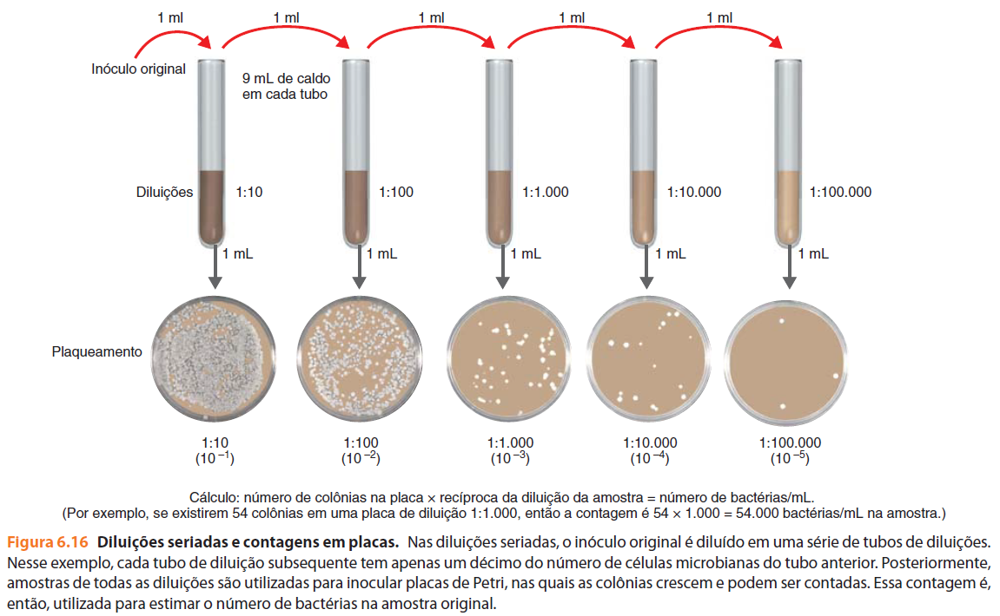 1 ml 1 ml 1 ml 1 ml 1 ml
Inóculo original
9 mL de caldo
em cada tubo
Diluições 1:10 1:100 1:1.000 1:10.000 1:100.000
1 mL 1 mL 1 mL 1 mL 1 mL
Plaqueamento
1:10 1:100 1:1.000 1:10.000 1:100.000
(10⁻¹) (10⁻²) (10⁻³) (10⁻⁴) (10⁻⁵)
Cálculo: número de colônias na placa × recíproca da diluição da amostra = número de bactérias/mL.
(Por exemplo, se existirem 54 colônias em uma placa de diluição 1:1.000, então a contagem é 54 × 1.000 = 54.000 bactérias/mL na amostra.)
Figura 6.16 Diluições seriadas e contagens em placas. Nas diluições seriadas, o inóculo original é diluído em uma série de tubos de diluições.
Nesse exemplo, cada tubo de diluição subsequente tem apenas um décimo do número de células microbianas do tubo anterior. Posteriormente,
amostras de todas as diluições são utilizadas para inocular placas de Petri, nas quais as colônias crescem e podem ser contadas. Essa contagem é,
então, utilizada para estimar o número de bactérias na amostra original.